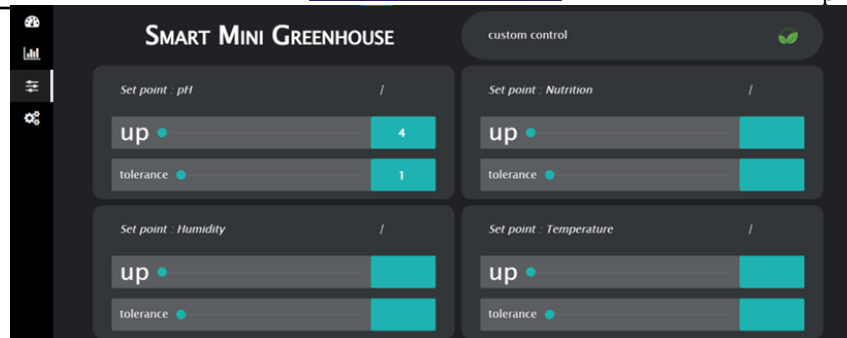 SMART MINI GREENHOUSE
custom control
Set point : pH /
up 4
tolerance 1
Set point : Nutrition /
up
tolerance
Set point : Humidity /
up
tolerance
Set point : Temperature /
up
tolerance